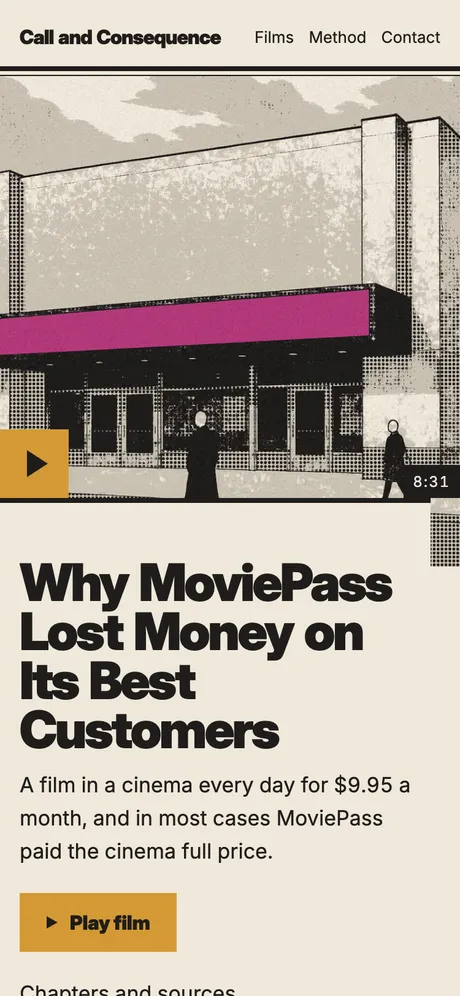 Call and Consequence
Films Method Contact
8:31
Why MoviePass
Lost Money on
Its Best
Customers
A film in a cinema every day for $9.95 a
month, and in most cases MoviePass
paid the cinema full price.
Play film
Chapters and sources